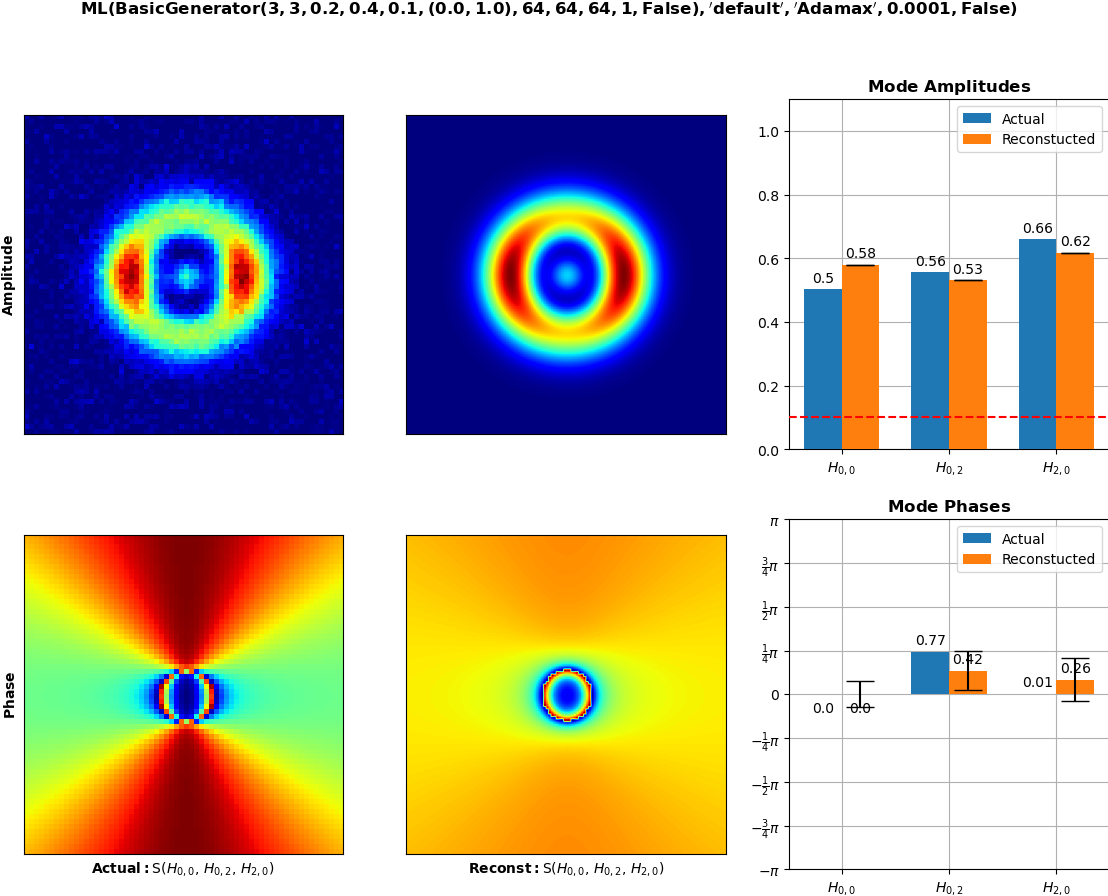 ML(BasicGenerator(3, 3, 0.2, 0.4, 0.1, (0.0, 1.0), 64, 64, 64, 1, False), 'default', 'Adamax', 0.0001, False)
Amplitude
Mode Amplitudes
Actual
Reconstucted
1.0
0.8
0.6
0.4
0.2
0.0
0.5
0.58
0.56
0.53
0.66
0.62
H0,0
H0,2
H2,0
Phase
Actual: S(H0,0, H0,2, H2,0)
Reconst: S(H0,0, H0,2, H2,0)
Mode Phases
Actual
Reconstucted
π
3/4π
1/2π
1/4π
0
−1/4π
−1/2π
−3/4π
−π
0.0
0.0
0.77
0.42
0.01
0.26
H0,0
H0,2
H2,0